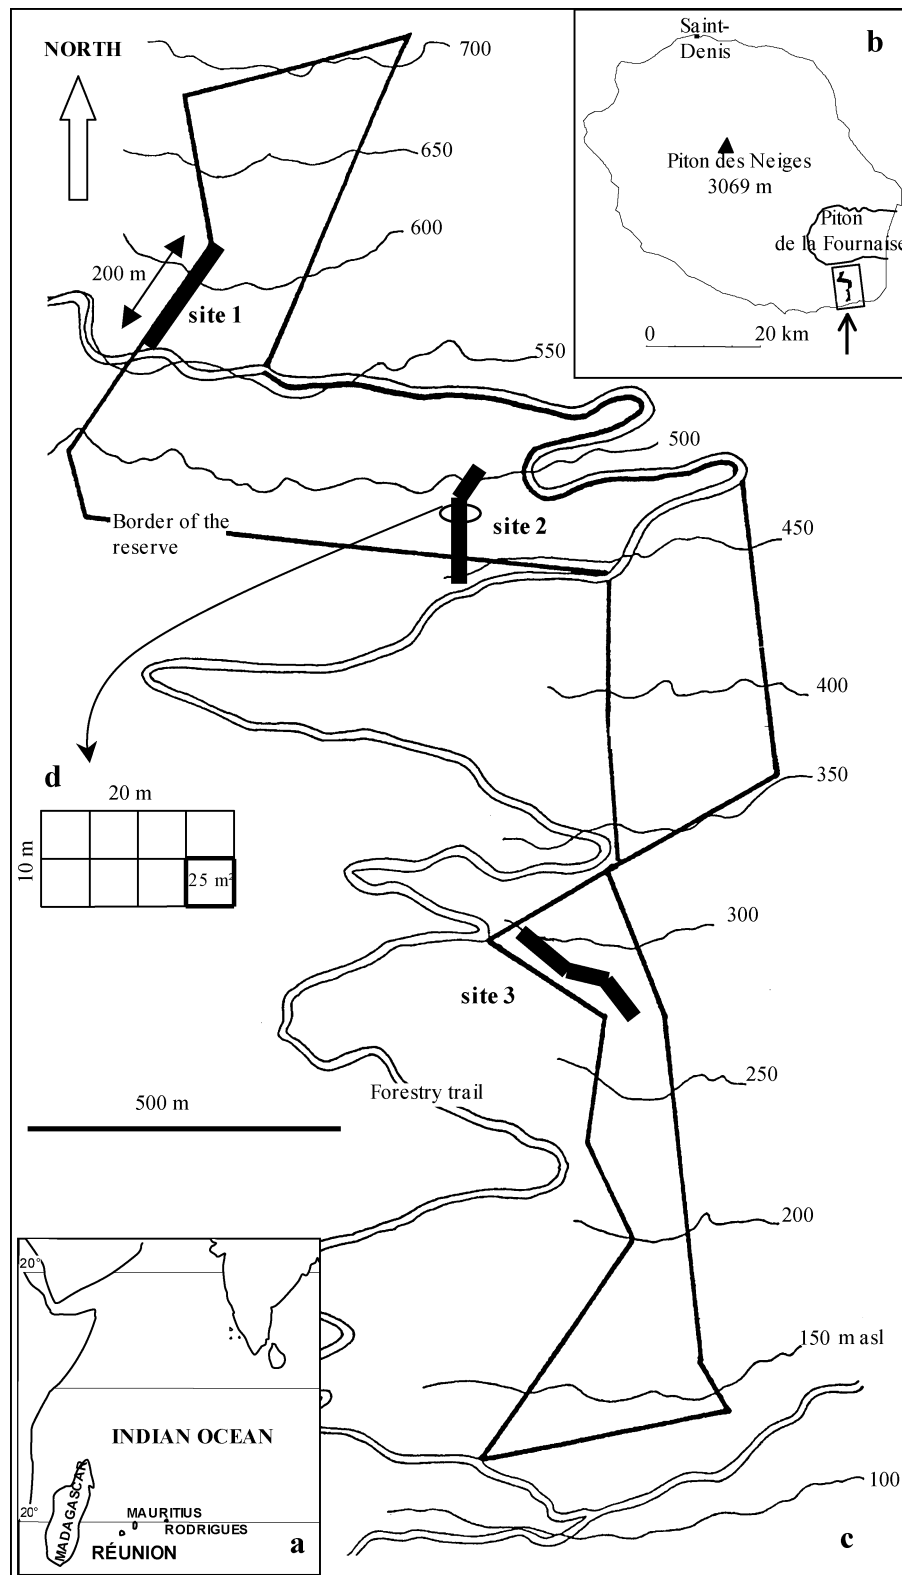 NORTH
700
650
600
200 m
site 1
550
500
Border of the
reserve
site 2
450
400
350
d
20 m
10 m
25 m²
300
site 3
250
Forestry trail
500 m
200
150 m asl
100
c
Saint-
Denis
b
Piton des Neiges
3069 m
Piton
de la Fournaise
0
20 km
20°
INDIAN OCEAN
20°
MADAGASCAR
MAURITIUS
RODRIGUES
RÉUNION
a